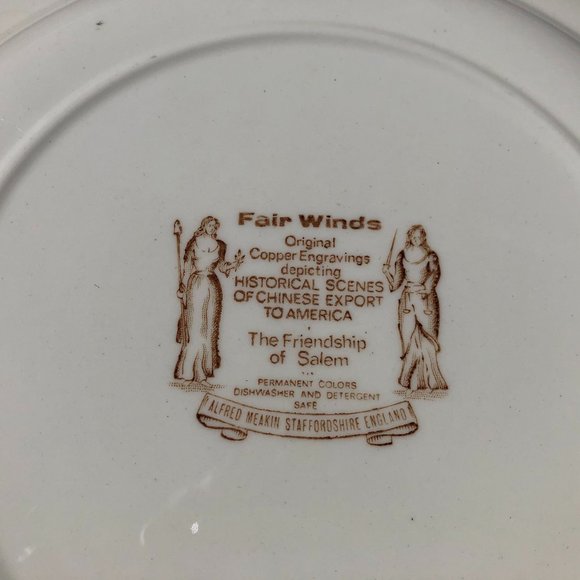 Fair Winds
Original
Copper Engravings
depicting
HISTORICAL SCENES
OF CHINESE EXPORT
TO AMERICA
The Friendship
of Salem
PERMANENT COLORS
DISHWASHER AND DETERGENT
SAFE
ALFRED MEAKIN STAFFORDSHIRE ENGLAND